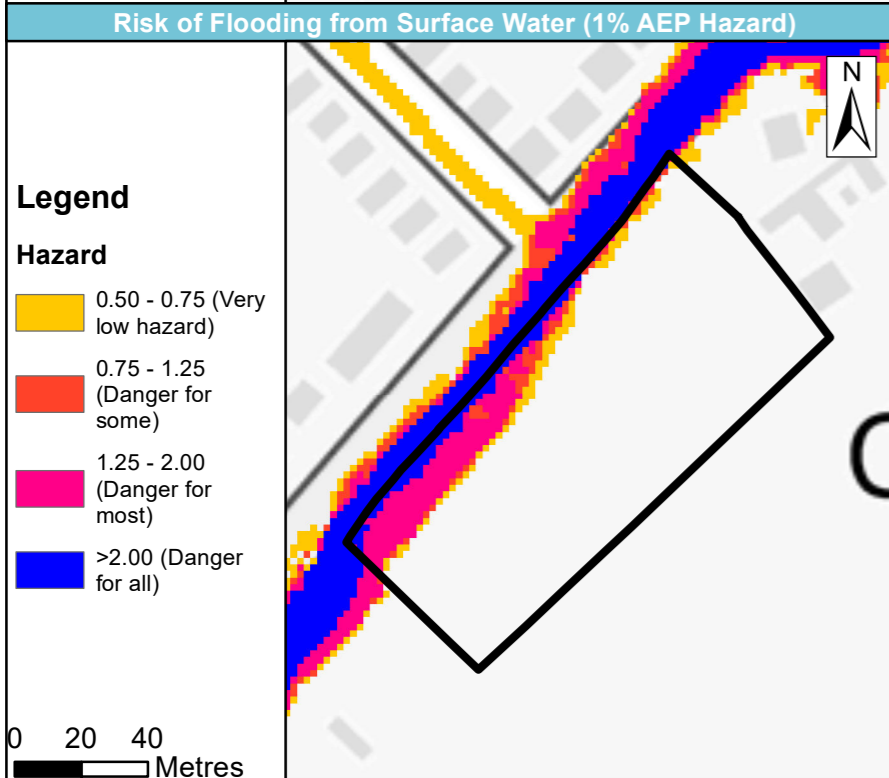 Risk of Flooding from Surface Water (1% AEP Hazard)
N
Legend
Hazard
0.50 - 0.75 (Very
low hazard)
0.75 - 1.25
(Danger for
some)
1.25 - 2.00
(Danger for
most)
>2.00 (Danger
for all)
0 20 40
Metres